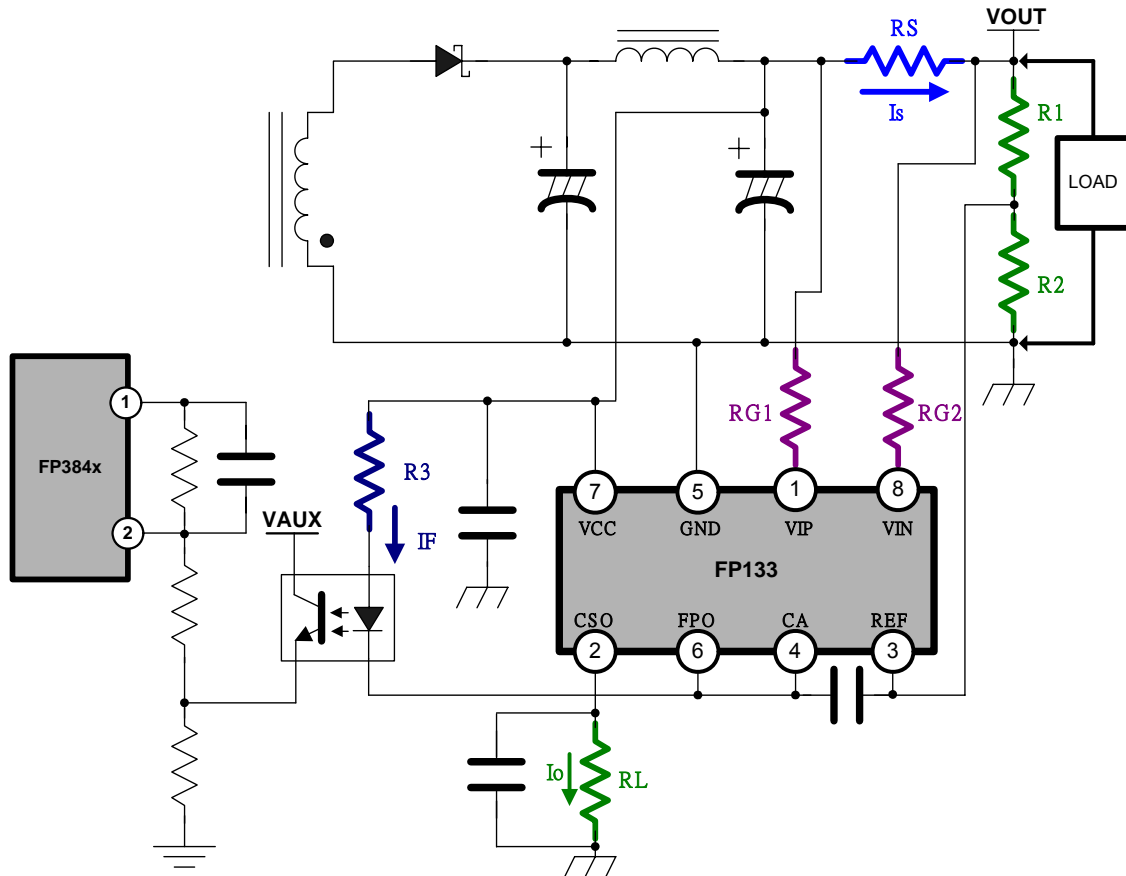 RS
VOUT
+
+
Is
R1
LOAD
R2
1
FP384x
2
R3
VAUX
IF
RG1
RG2
7
5
1
8
VCC
GND
VIP
VIN
FP133
CSO
FPO
CA
REF
2
6
4
3
Io
RL